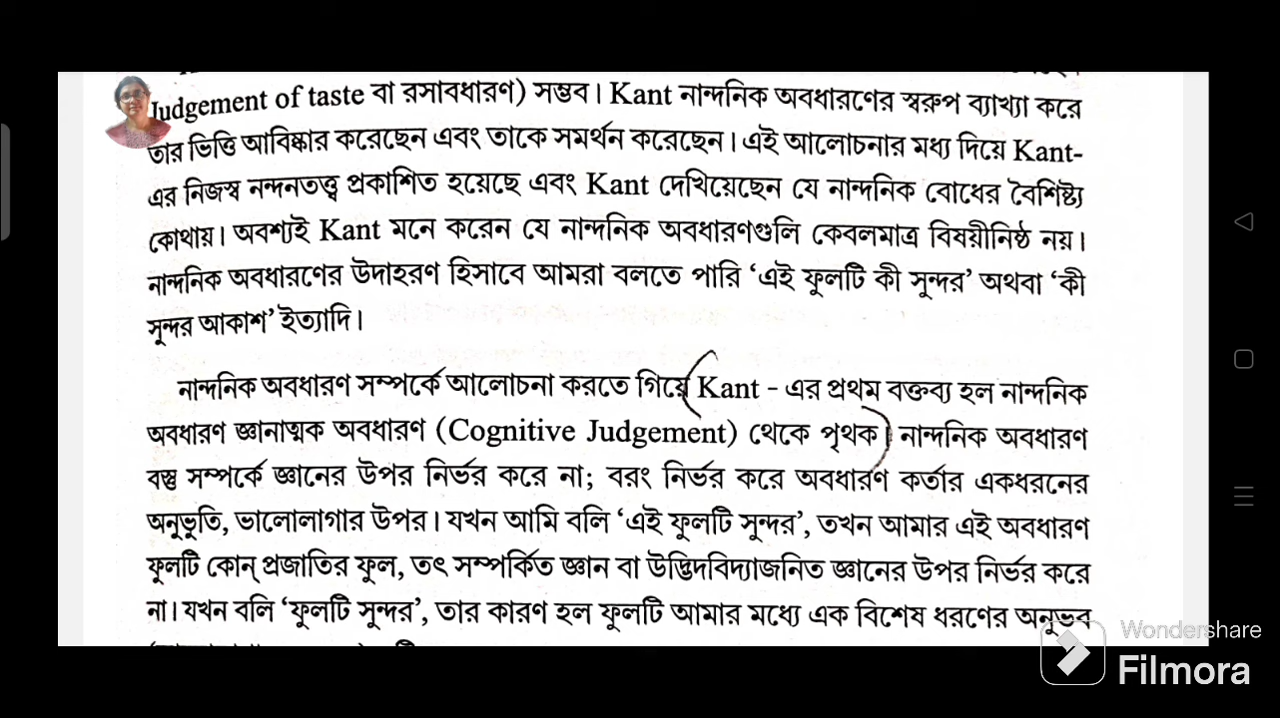 Judgement of taste বা রসাবধারণ) সম্ভব। Kant নান্দনিক অবধারণের স্বরুপ ব্যাখ্যা করে
তার ভিত্তি আবিষ্কার করেছেন এবং তাকে সমর্থন করেছেন। এই আলোচনার মধ্য দিয়ে Kant-
এর নিজস্ব নন্দনতত্ত্ব প্রকাশিত হয়েছে এবং Kant দেখিয়েছেন যে নান্দনিক বোধের বৈশিষ্ট্য
কোথায়। অবশ্যই Kant মনে করেন যে নান্দনিক অবধারণগুলি কেবলমাত্র বিষয়ীনিষ্ঠ নয়।
নান্দনিক অবধারণের উদাহরণ হিসাবে আমরা বলতে পারি ‘এই ফুলটি কী সুন্দর’ অথবা ‘কী
সুন্দর আকাশ’ ইত্যাদি।
নান্দনিক অবধারণ সম্পর্কে আলোচনা করতে গিয়ে (Kant - এর প্রথম বক্তব্য হল নান্দনিক
অবধারণ জ্ঞানাত্মক অবধারণ (Cognitive Judgement) থেকে পৃথক) নান্দনিক অবধারণ
বস্তু সম্পর্কে জ্ঞানের উপর নির্ভর করে না; বরং নির্ভর করে অবধারণ কর্তার একধরনের
অনুভুতি, ভালোলাগার উপর। যখন আমি বলি ‘এই ফুলটি সুন্দর’, তখন আমার এই অবধারণ
ফুলটি কোন্ প্রজাতির ফুল, তৎ সম্পর্কিত জ্ঞান বা উদ্ভিদবিদ্যাজনিত জ্ঞানের উপর নির্ভর করে
না। যখন বলি ‘ফুলটি সুন্দর’, তার কারণ হল ফুলটি আমার মধ্যে এক বিশেষ ধরণের অনুভব
Wondershare
Filmora